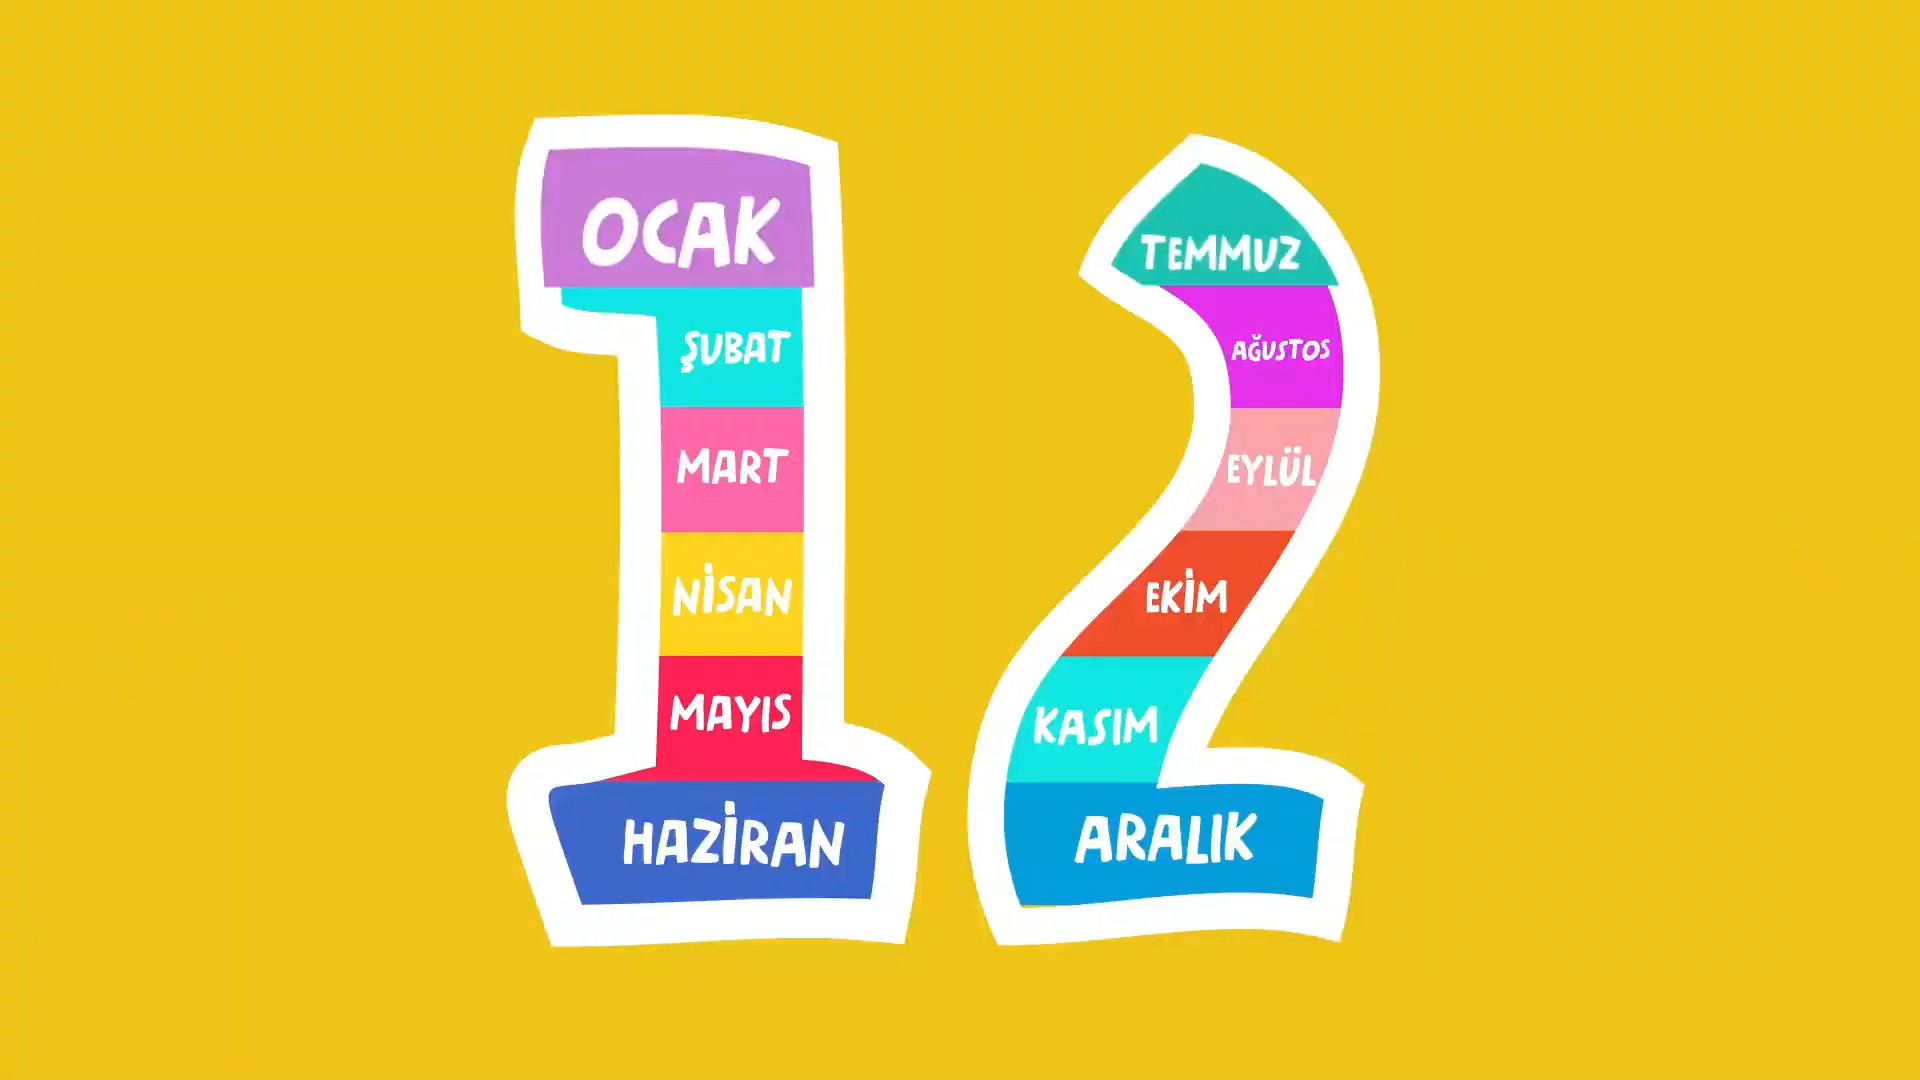 OCAK
ŞUBAT
MART
NİSAN
MAYIS
HAZİRAN
TEMMUZ
AĞUSTOS
EYLÜL
EKİM
KASIM
ARALIK